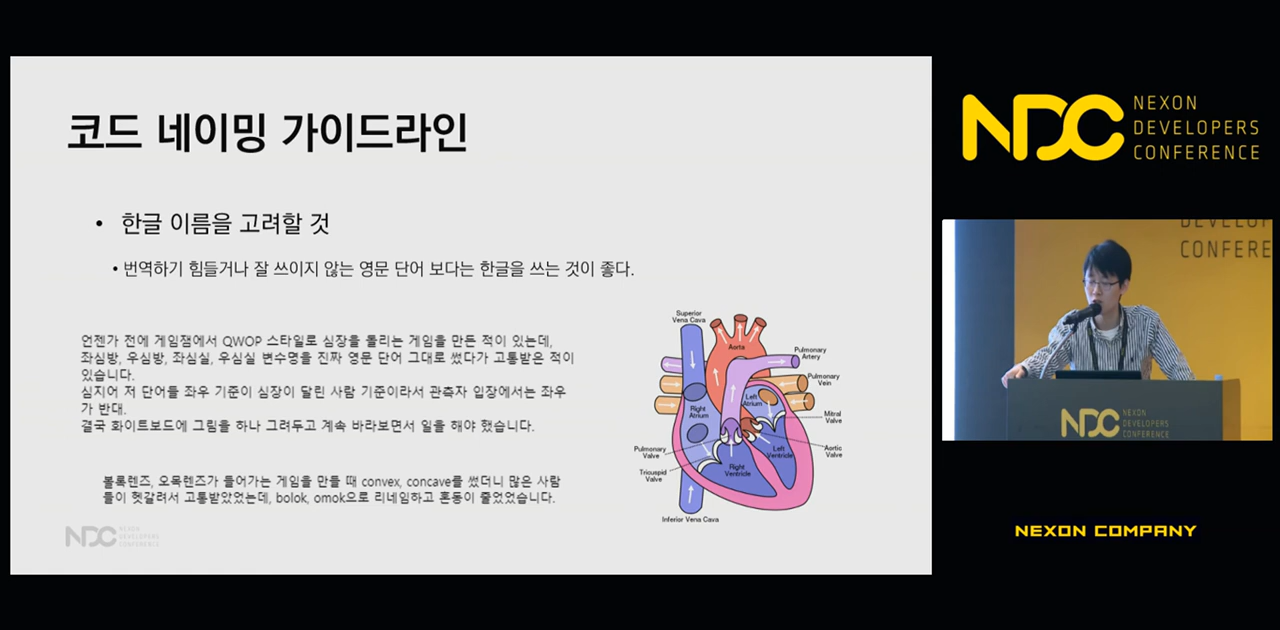 코드 네이밍 가이드라인
• 한글 이름을 고려할 것
• 번역하기 힘들거나 잘 쓰이지 않는 영문 단어 보다는 한글을 쓰는 것이 좋다.
언젠가 전에 게임잼에서 QWOP 스타일로 심장을 돌리는 게임을 만든 적이 있는데,
좌심방, 우심방, 좌심실, 우심실 변수명을 진짜 영문 단어 그대로 썼다가 고통받은 적이
있습니다.
심지어 저 단어들 좌우 기준이 심장이 달린 사람 기준이라서 관측자 입장에서는 좌우
가 반대.
결국 화이트보드에 그림을 하나 그려두고 계속 바라보면서 일을 해야 했습니다.
볼록렌즈, 오목렌즈가 들어가는 게임을 만들 때 convex, concave를 썼더니 많은 사람
들이 헷갈려서 고통받았었는데, bolok, omok으로 리네임하고 혼동이 줄었었습니다.
Superior
Vena Cava
Aorta
Pulmonary
Artery
Pulmonary
Vein
Left
Atrium
Right
Atrium
Mitral
Valve
Pulmonary
Valve
Aortic
Valve
Left
Ventricle
Tricuspid
Valve
Right
Ventricle
Inferior Vena Cava
NDC NEXON
DEVELOPERS
CONFERENCE
NDC NEXON
DEVELOPERS
CONFERENCE
DEVELOP
CONFERE
NDC NEXON
DEVELOPERS
CONFERENCE
NEXON COMPANY